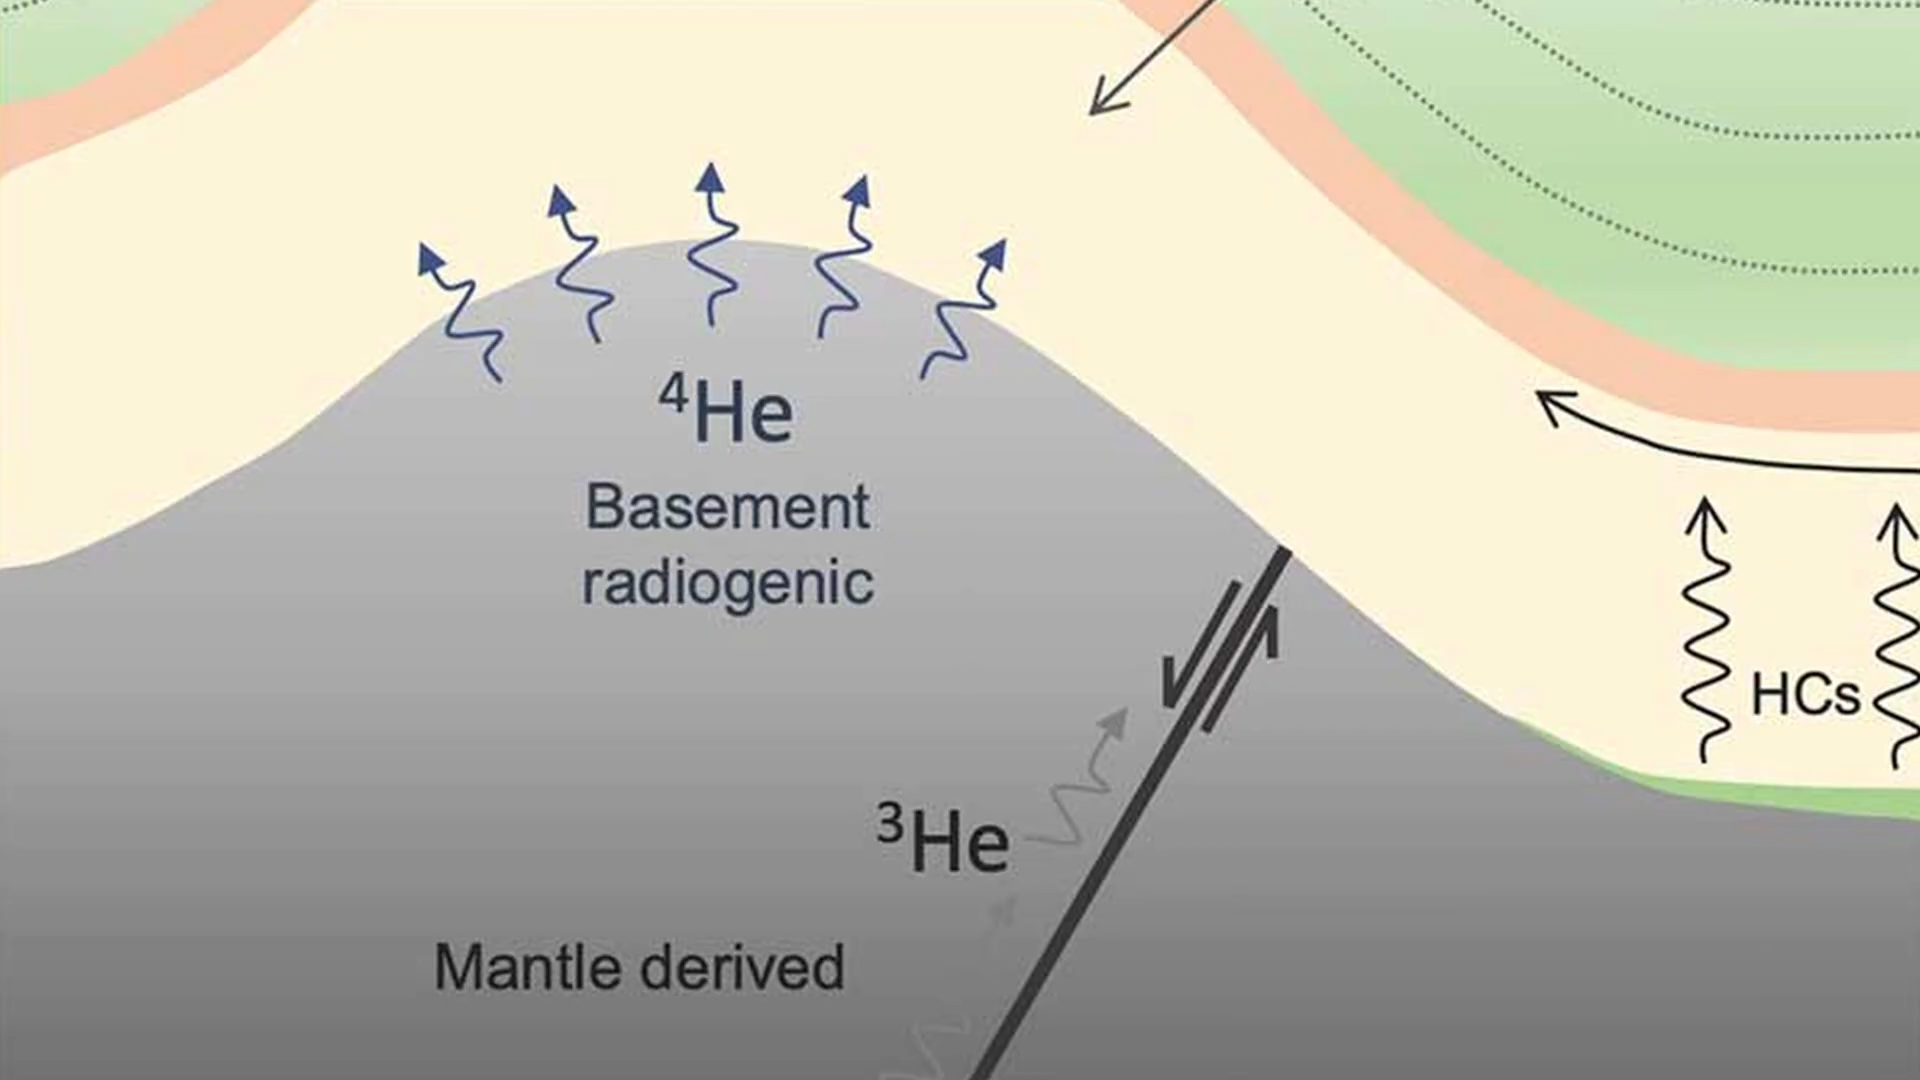 ⁴He
Basement
radiogenic
HCs
³He
Mantle derived